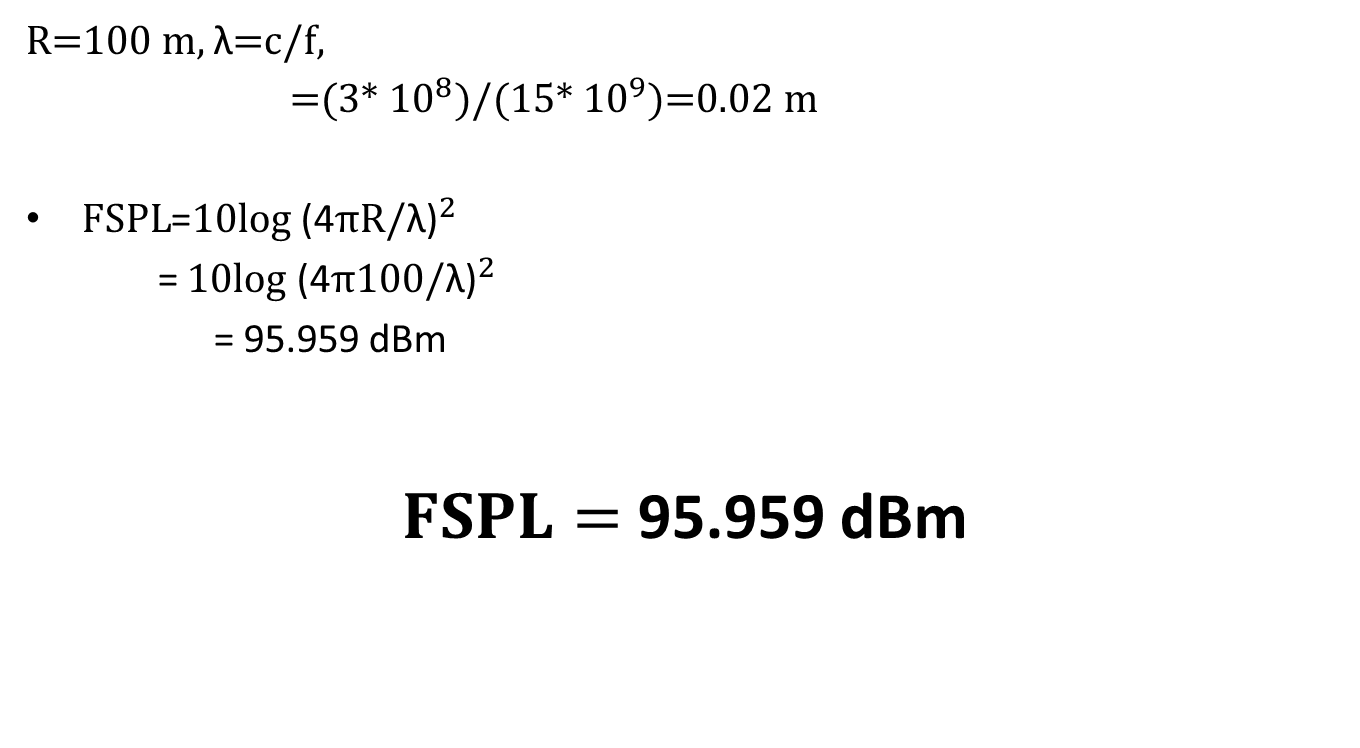 R=100 m, λ=c/f,
=(3* 10⁸)/(15* 10⁹)=0.02 m
• FSPL=10log (4πR/λ)²
= 10log (4π100/λ)²
= 95.959 dBm
FSPL = 95.959 dBm